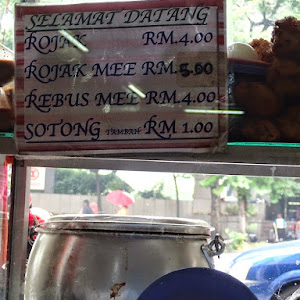 SELAMAT DATANG
ROJAK RM.4.00
ROJAK MEE RM.5.00
REBUS MEE RM.4.00
SOTONG TAMBAH RM 1.00